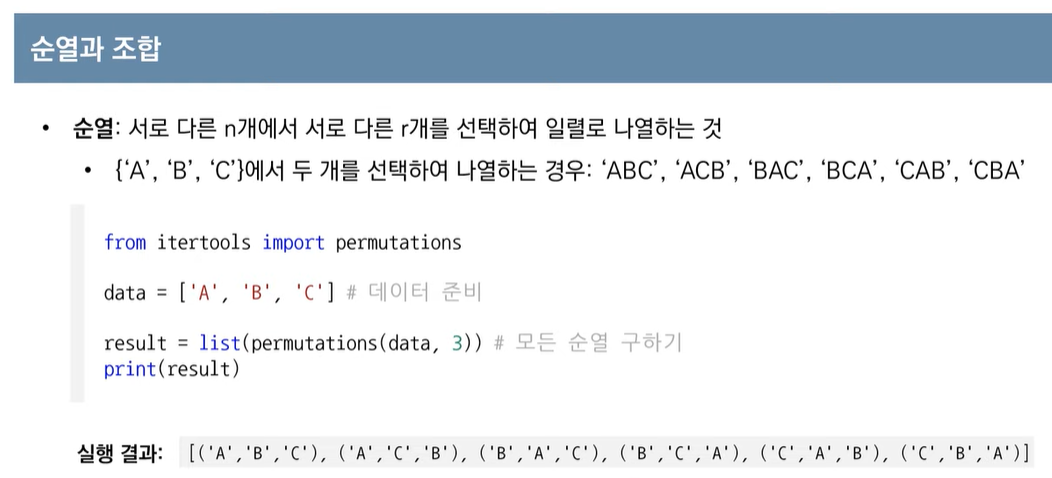 순열과 조합
• 순열: 서로 다른 n개에서 서로 다른 r개를 선택하여 일렬로 나열하는 것
• {‘A’, ‘B’, ‘C’}에서 두 개를 선택하여 나열하는 경우: ‘ABC’, ‘ACB’, ‘BAC’, ‘BCA’, ‘CAB’, ‘CBA’
from itertools import permutations
data = ['A', 'B', 'C'] # 데이터 준비
result = list(permutations(data, 3)) # 모든 순열 구하기
print(result)
실행 결과: [('A','B','C'), ('A','C','B'), ('B','A','C'), ('B','C','A'), ('C','A','B'), ('C','B','A')]